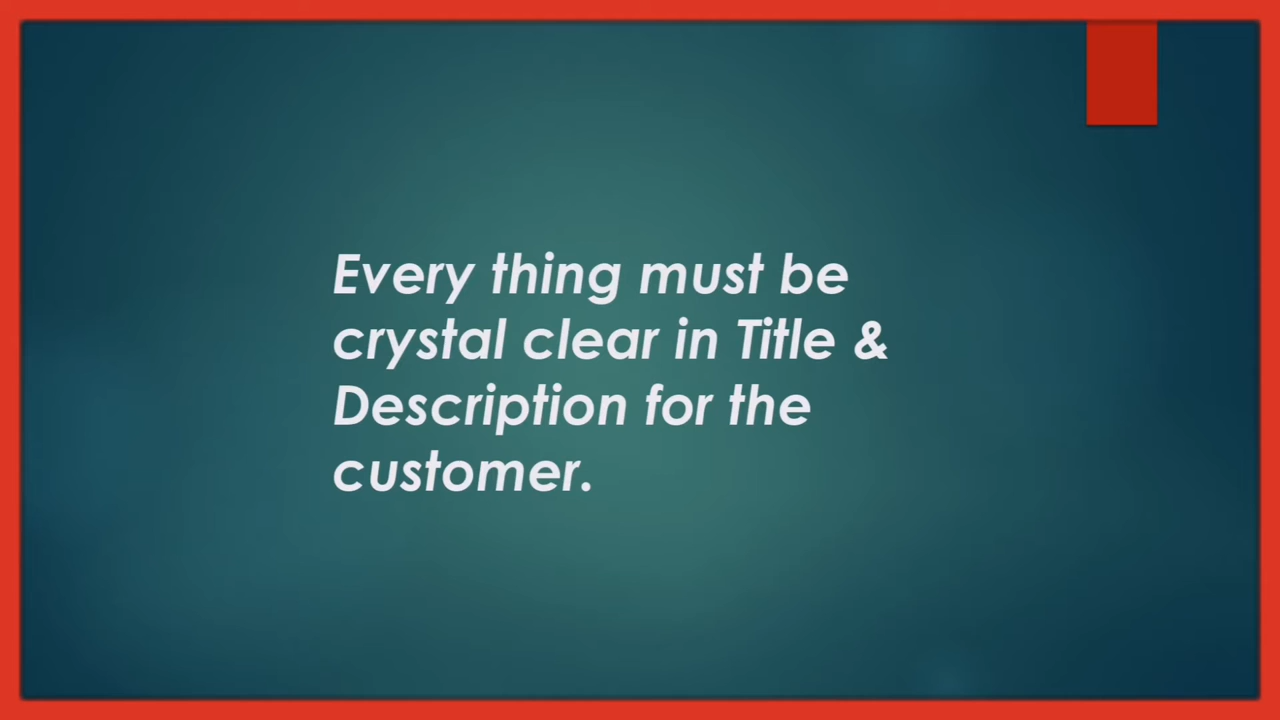 Every thing must be
crystal clear in Title &
Description for the
customer.